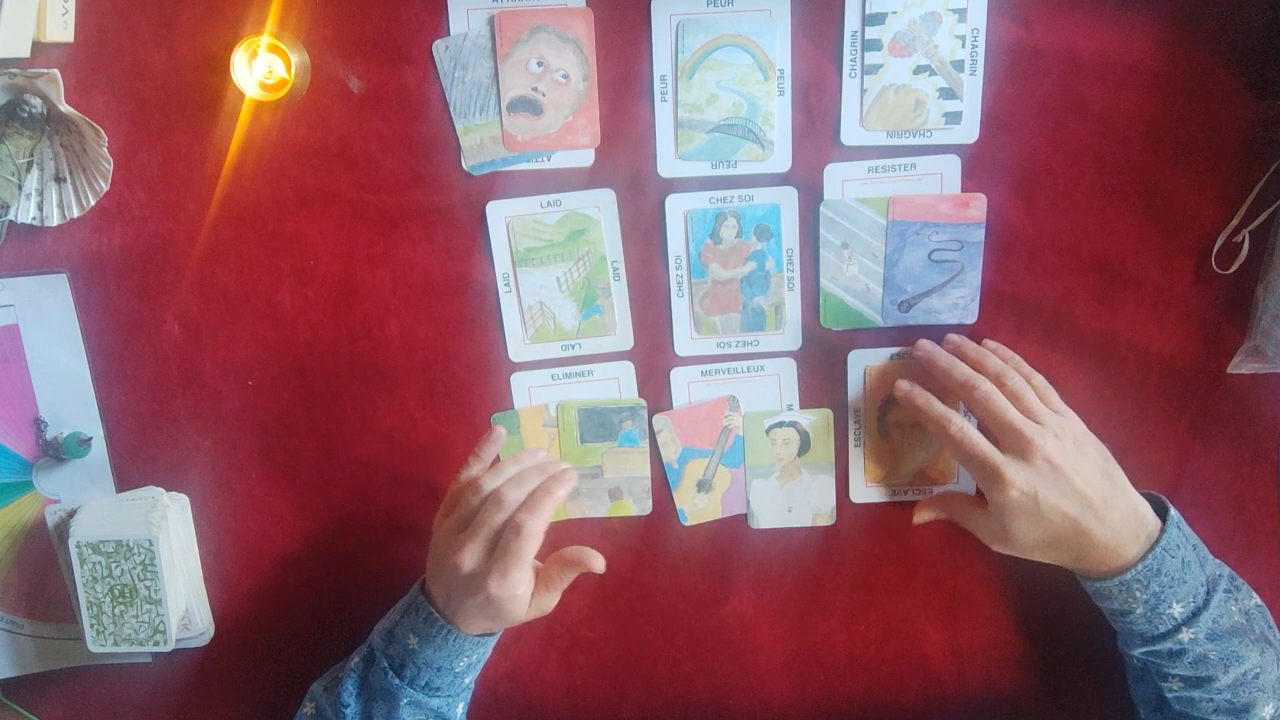 PEUR
PEUR
PEUR
PEUR
CHAGRIN
CHAGRIN
CHAGRIN
LAID
LAID
LAID
LAID
CHEZ SOI
CHEZ SOI
CHEZ SOI
CHEZ SOI
RESISTER
ELIMINER
MERVEILLEUX
ESCLAVE
ESCLAVE